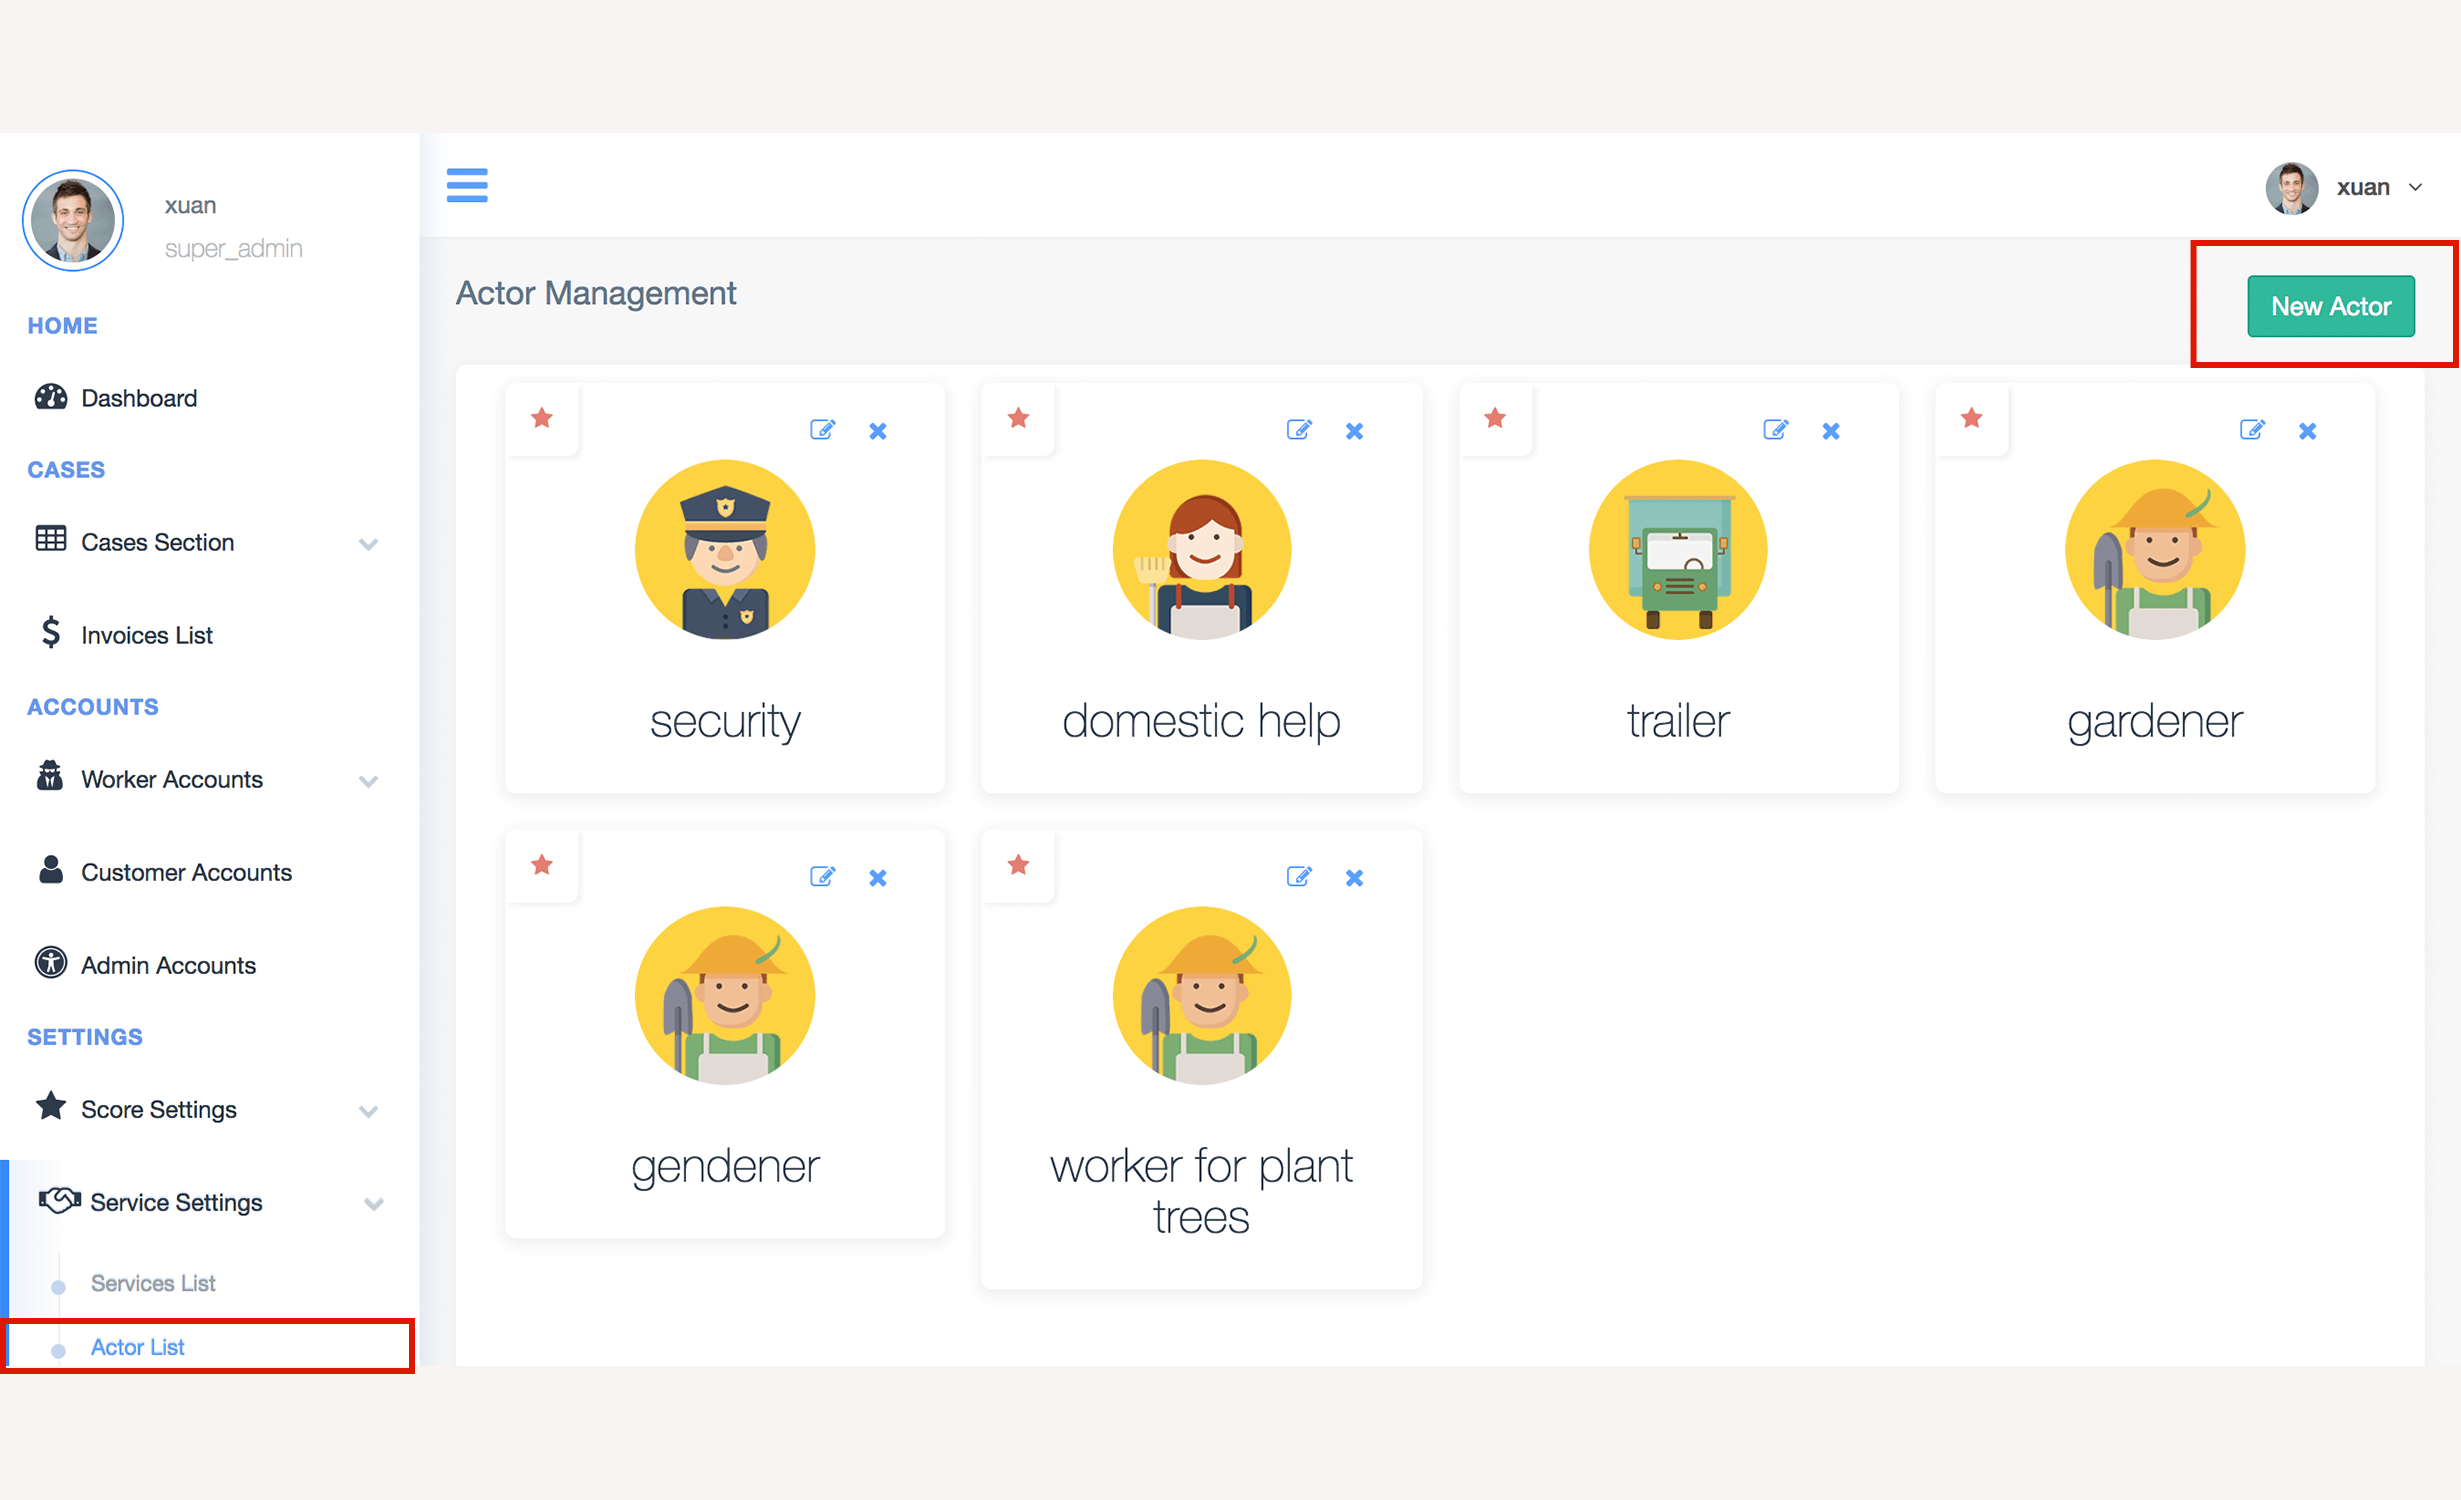 xuan
super_admin
HOME
Dashboard
CASES
Cases Section
Invoices List
ACCOUNTS
Worker Accounts
Customer Accounts
Admin Accounts
SETTINGS
Score Settings
Service Settings
Services List
Actor List
xuan
Actor Management
New Actor
security
domestic help
trailer
gardener
gendener
worker for plant
trees